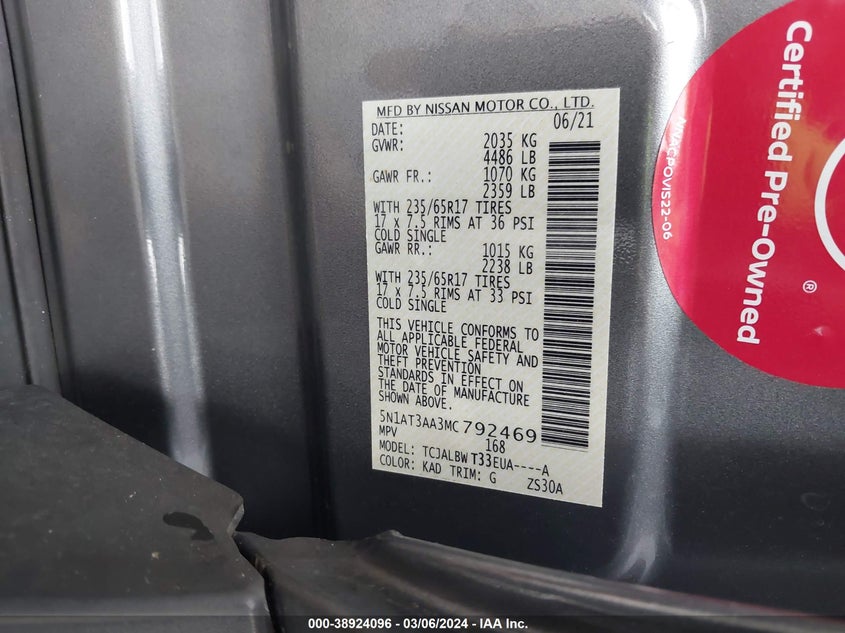 MFD BY NISSAN MOTOR CO., LTD.
DATE: 06/21
GVWR: 2035 KG
4486 LB
GAWR FR.: 1070 KG
2359 LB
WITH 235/65R17 TIRES
17 x 7.5 RIMS AT 36 PSI
COLD SINGLE
GAWR RR.: 1015 KG
2238 LB
WITH 235/65R17 TIRES
17 x 7.5 RIMS AT 33 PSI
COLD SINGLE
THIS VEHICLE CONFORMS TO
ALL APPLICABLE FEDERAL
MOTOR VEHICLE SAFETY AND
THEFT PREVENTION
STANDARDS IN EFFECT ON
THE DATE OF MANUFACTURE
SHOWN ABOVE.
5N1AT3AA3MC792469
MPV 168
MODEL: TCJALBW T33EUA----A
COLOR: KAD TRIM: G ZS30A
Certified Pre-Owned
®
000-38924096 - 03/06/2024 - IAA Inc.